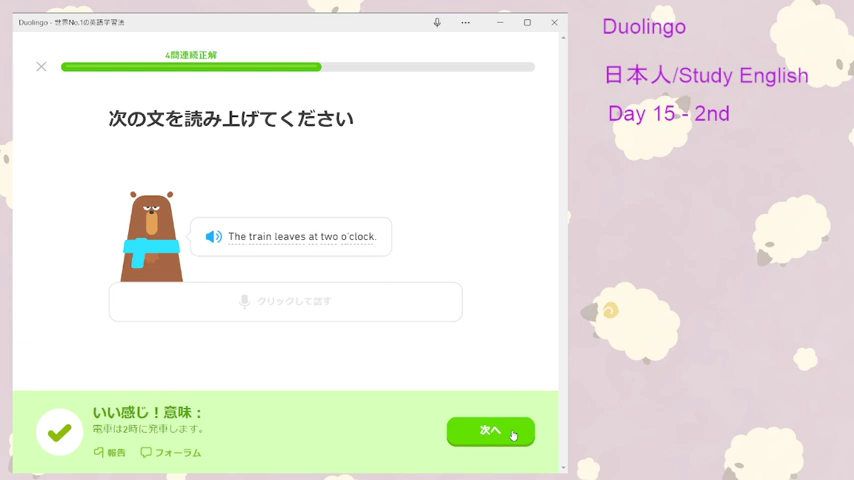 Duolingo - 世界No.1の英語学習法
4問連続正解
次の文を読み上げてください
The train leaves at two o'clock.
クリックして話す
いい感じ！意味：
電車は2時に発車します。
報告 フォーラム
次へ
Duolingo
日本人/Study English
Day 15 - 2nd